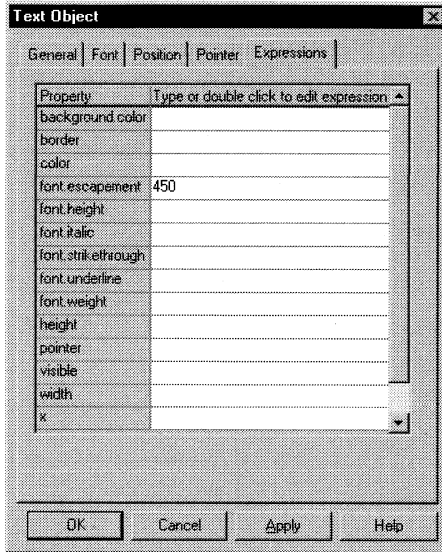 Text Object
General Font Position Pointer Expressions
Property Type or double click to edit expression
background.color
border
color
font.escapement 450
font.height
font.italic
font.strikethrough
font.underline
font.weight
height
pointer
visible
width
x
OK Cancel Apply Help